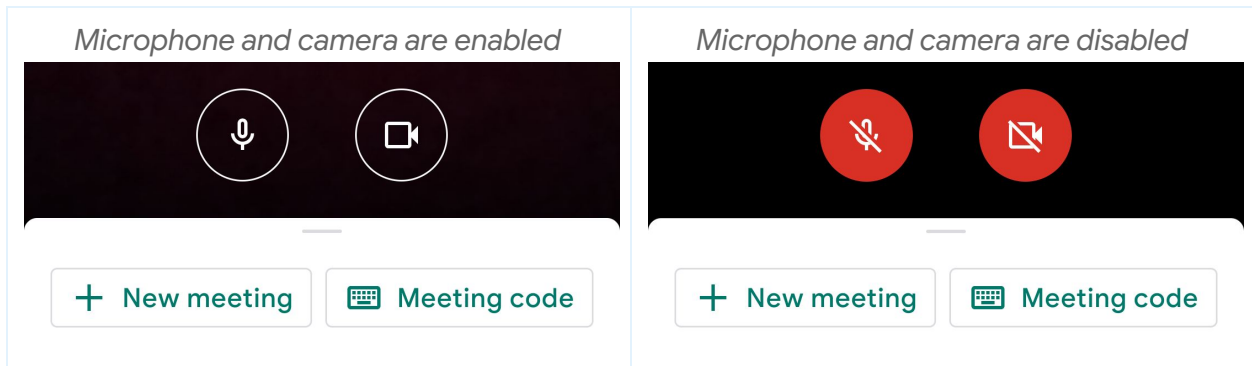 Microphone and camera are enabled
New meeting
Meeting code
Microphone and camera are disabled
New meeting
Meeting code